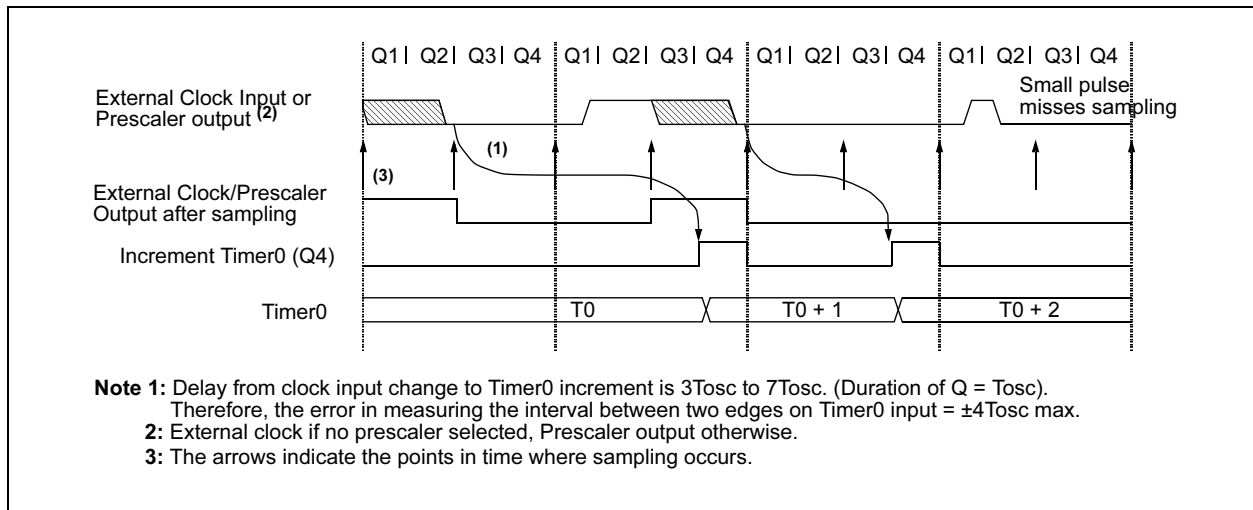 Q1| Q2| Q3| Q4 Q1| Q2| Q3| Q4 Q1| Q2| Q3| Q4 Q1| Q2| Q3| Q4
External Clock Input or
Prescaler output (2)
Small pulse
misses sampling
(1)
(3)
External Clock/Prescaler
Output after sampling
Increment Timer0 (Q4)
Timer0
T0 T0 + 1 T0 + 2
Note 1: Delay from clock input change to Timer0 increment is 3Tosc to 7Tosc. (Duration of Q = Tosc).
Therefore, the error in measuring the interval between two edges on Timer0 input = ±4Tosc max.
2: External clock if no prescaler selected, Prescaler output otherwise.
3: The arrows indicate the points in time where sampling occurs.